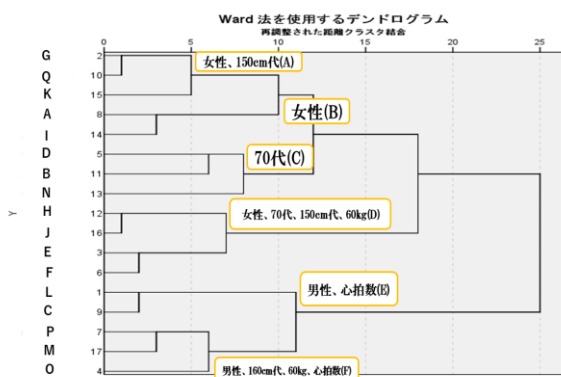 Ward 法を使用するデンドログラム
再調整された距離クラスタ結合
0 5 10 15 20 25
G 2
Q 10
K 15
A 8
I 14
D 5
B 11
N 13
H 12
J 16
E 3
F 6
L 1
C 9
P 7
M 17
O 4
Y
女性、150cm代(A)
女性(B)
70代(C)
女性、70代、150cm代、60kg(D)
男性、心拍数(E)
男性、160cm代、60kg、心拍数(F)